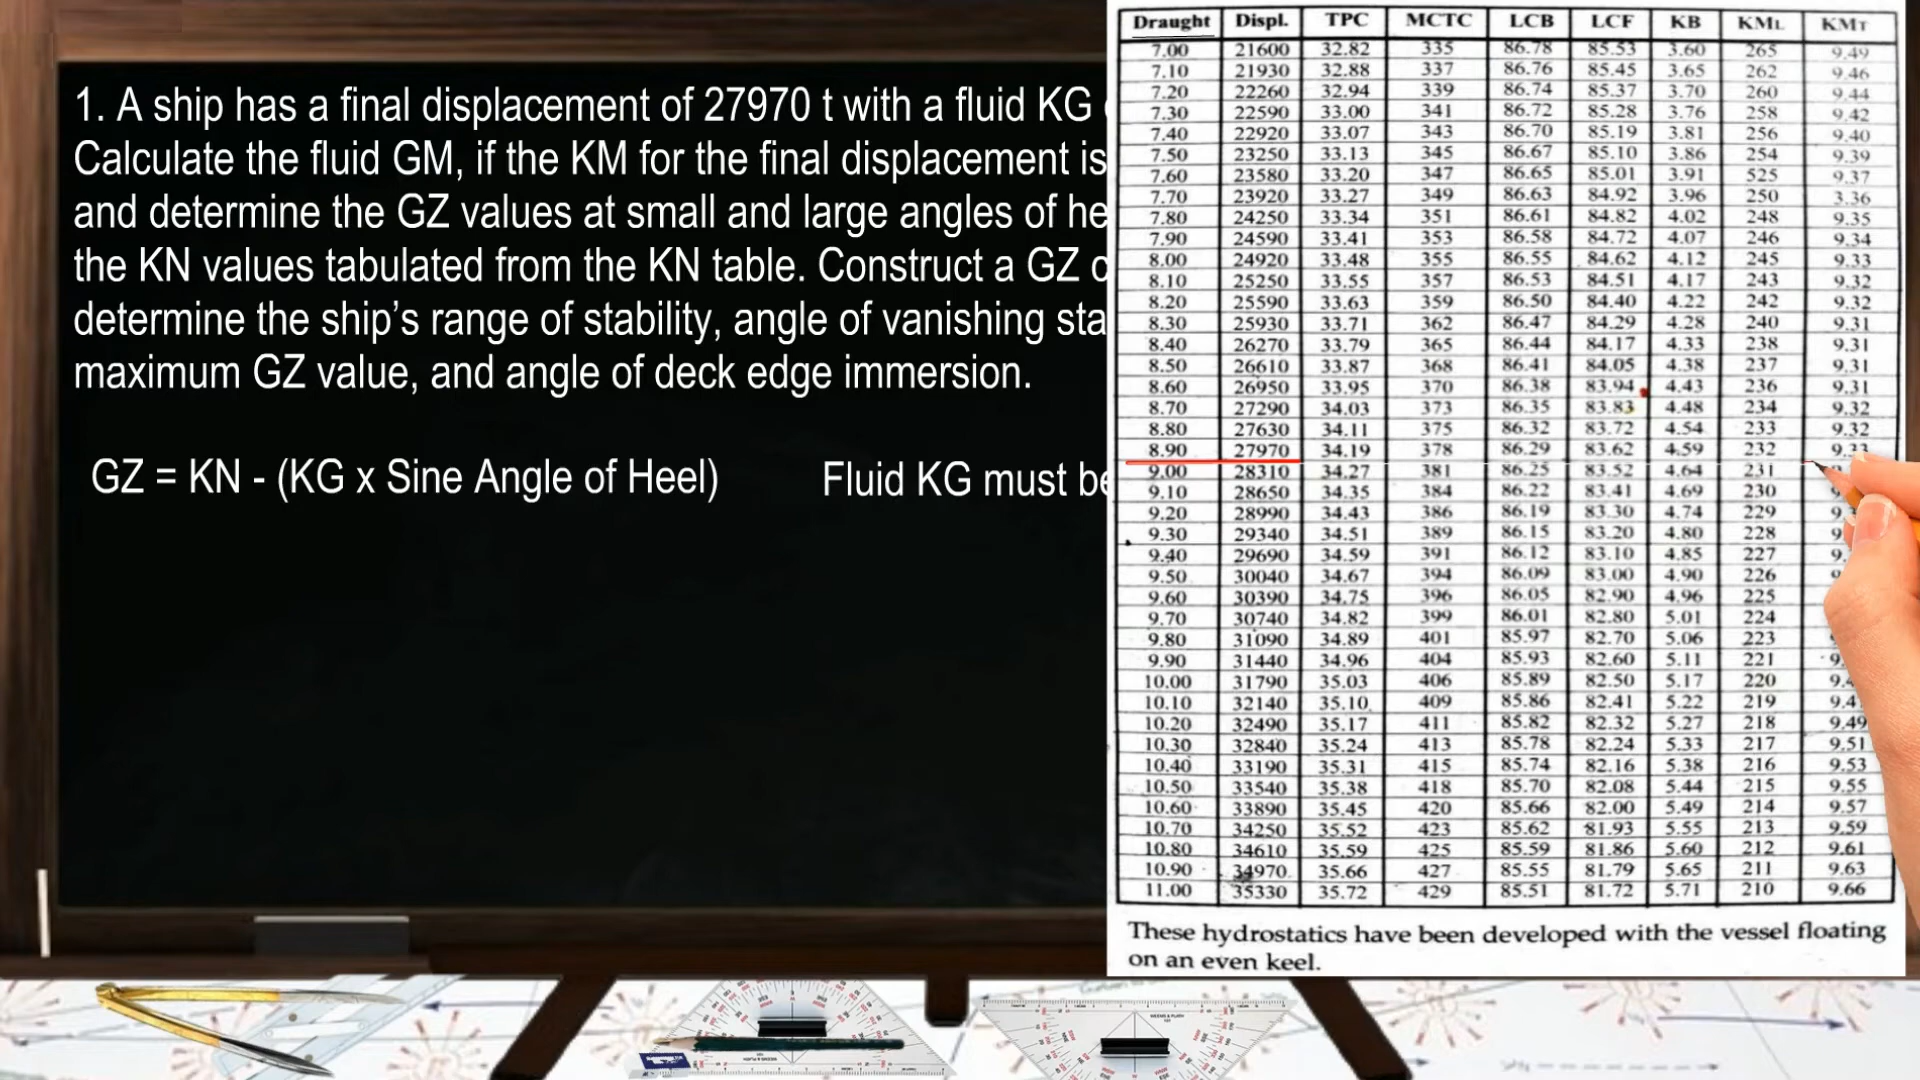 1. A ship has a final displacement of 27970 t with a fluid KG
Calculate the fluid GM, if the KM for the final displacement is
and determine the GZ values at small and large angles of
the KN values tabulated from the KN table. Construct a GZ
determine the ship's range of stability, angle of vanishing
maximum GZ value, and angle of deck edge immersion.
GZ = KN - (KG x Sine Angle of Heel)
Fluid KG must
Draught Displ. TPC MCTC LCB LCF KB KML KMT
7.00 21600 32.82 335 86.78 85.53 3.60 265 9.49
7.10 21930 32.88 337 86.76 85.45 3.65 262 9.46
7.20 22260 32.94 339 86.74 85.37 3.70 260 9.44
7.30 22590 33.00 341 86.72 85.28 3.76 258 9.42
7.40 22920 33.07 343 86.70 85.19 3.81 256 9.40
7.50 23250 33.13 345 86.67 85.10 3.86 254 9.39
7.60 23580 33.20 347 86.65 85.01 3.91 525 9.37
7.70 23920 33.27 349 86.63 84.92 3.96 250 3.36
7.80 24250 33.34 351 86.61 84.82 4.02 248 9.35
7.90 24590 33.41 353 86.58 84.72 4.07 246 9.34
8.00 24920 33.48 355 86.55 84.62 4.12 245 9.33
8.10 25250 33.55 357 86.53 84.51 4.17 243 9.32
8.20 25590 33.63 359 86.50 84.40 4.22 242 9.32
8.30 25930 33.71 362 86.47 84.29 4.28 240 9.31
8.40 26270 33.79 365 86.44 84.17 4.33 238 9.31
8.50 26610 33.87 368 86.41 84.05 4.38 237 9.31
8.60 26950 33.95 370 86.38 83.94 4.43 236 9.31
8.70 27290 34.03 373 86.35 83.83 4.48 234 9.32
8.80 27630 34.11 375 86.32 83.72 4.54 233 9.32
8.90 27970 34.19 378 86.29 83.62 4.59 232
9.00 28310 34.27 381 86.25 83.52 4.64 231
9.10 28650 34.35 384 86.22 83.41 4.69 230
9.20 28990 34.43 386 86.19 83.30 4.74 229
9.30 29340 34.51 389 86.15 83.20 4.80 228
9.40 29690 34.59 391 86.12 83.10 4.85 227
9.50 30040 34.67 394 86.09 83.00 4.90 226
9.60 30390 34.75 396 86.05 82.90 4.96 225
9.70 30740 34.82 399 86.01 82.80 5.01 224
9.80 31090 34.89 401 85.97 82.70 5.06 223
9.90 31440 34.96 404 85.93 82.60 5.11 221
10.00 31790 35.03 406 85.89 82.50 5.17 220
10.10 32140 35.10 409 85.86 82.41 5.22 219
10.20 32490 35.17 411 85.82 82.32 5.27 218 9.49
10.30 32840 35.24 413 85.78 82.24 5.33 217 9.51
10.40 33190 35.31 415 85.74 82.16 5.38 216 9.53
10.50 33540 35.38 418 85.70 82.08 5.44 215 9.55
10.60 33890 35.45 420 85.66 82.00 5.49 214 9.57
10.70 34250 35.52 423 85.62 81.93 5.55 213 9.59
10.80 34610 35.59 425 85.59 81.86 5.60 212 9.61
10.90 34970 35.66 427 85.55 81.79 5.65 211 9.63
11.00 35330 35.72 429 85.51 81.72 5.71 210 9.66
These hydrostatics have been developed with the vessel floating
on an even keel.